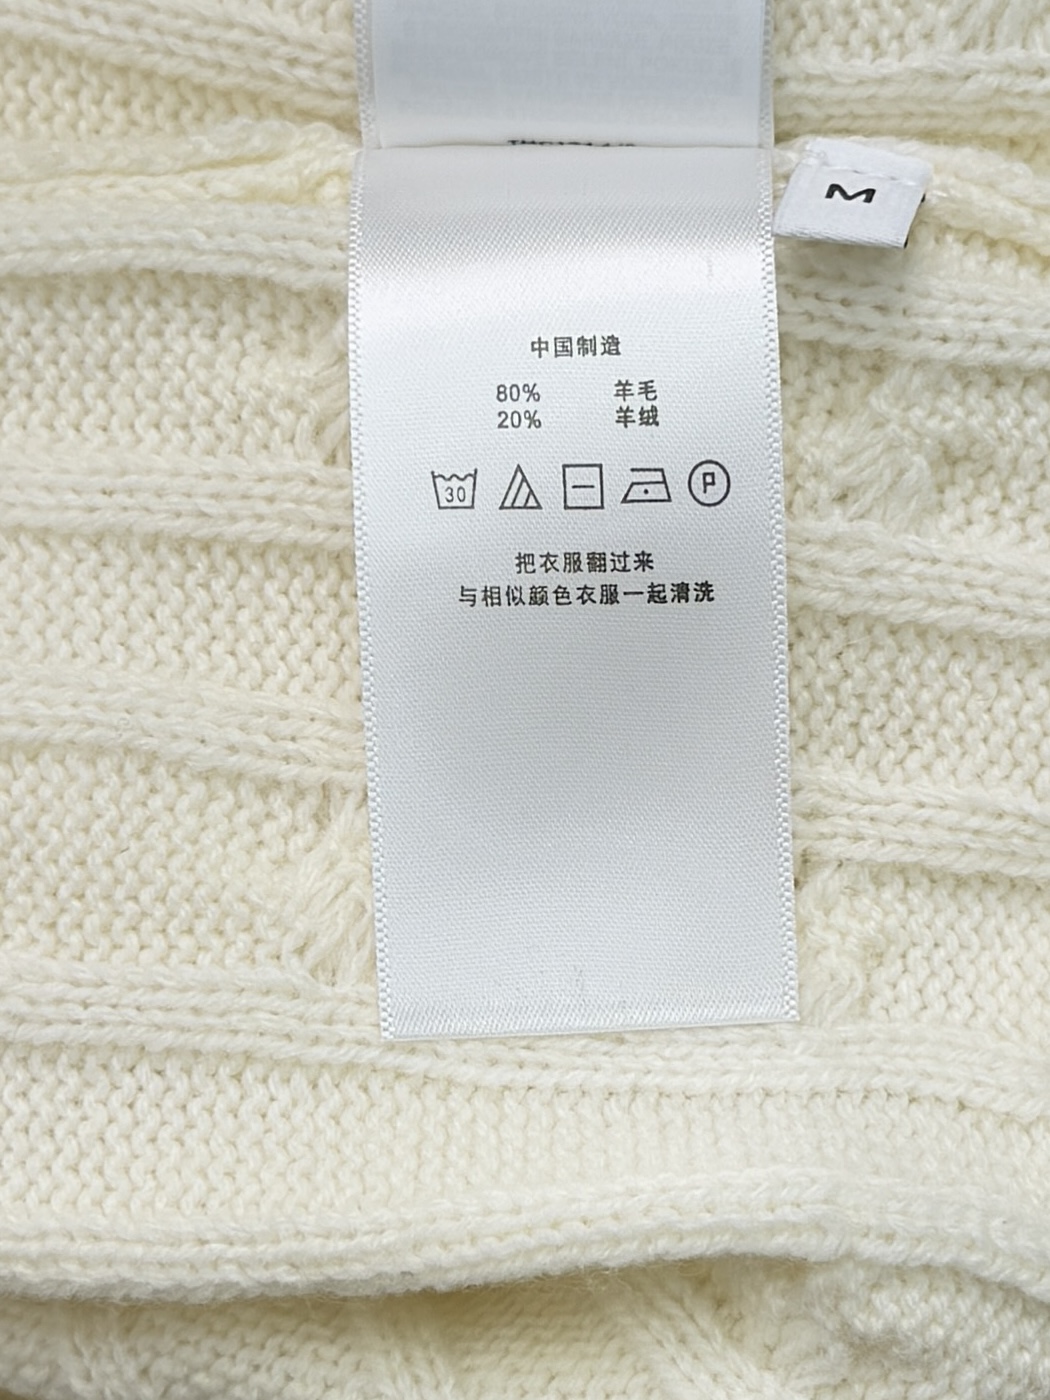 M
中国制造
80% 羊毛
20% 羊绒
30 P
把衣服翻过来
与相似颜色衣服一起清洗